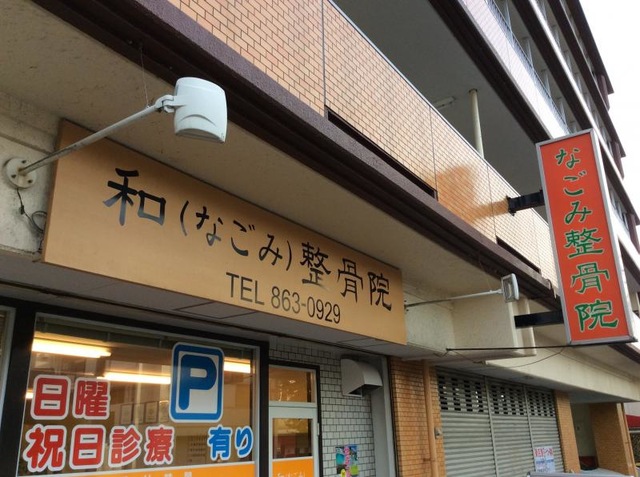 和(なごみ)整骨院
TEL 863-0929
なごみ整骨院
P
日曜
祝日診療 有り